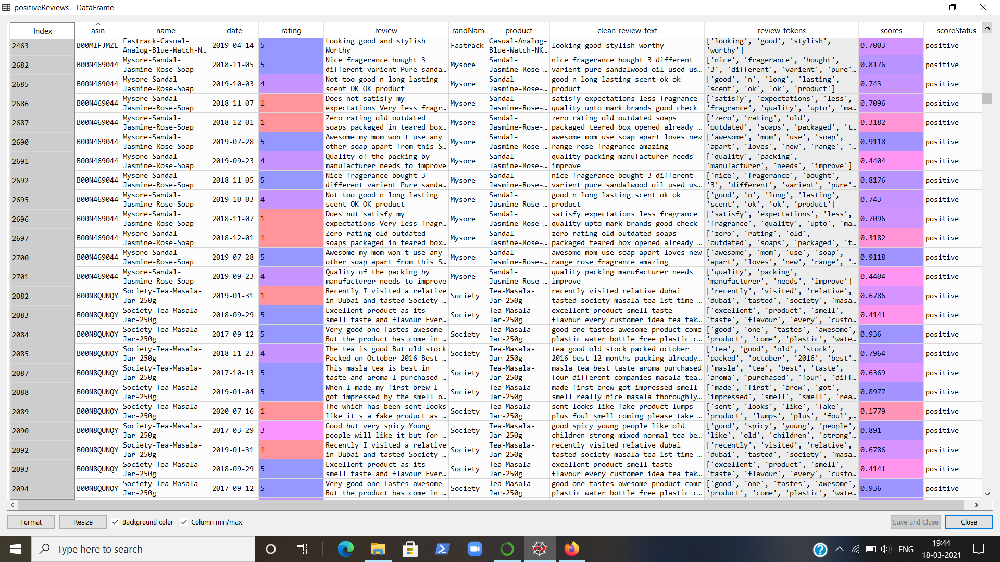 positiveReviews - DataFrame
Index asin name date rating review randNam product clean_review_text review_tokens scores scoreStatus
2463 B00MIFJMZE Fastrack-Casual- 2019-04-14 5 Looking good and stylish Fastrack Casual-Analog- looking good stylish worthy ['looking', 'good', 'stylish', 0.7003 positive
Analog-Blue-Watch-N… Worthy Blue-Watch-NK… 'worthy']
2682 B00N469044 Mysore-Sandal- 2018-11-05 5 Nice fragerance bought 3 Mysore Sandal- nice fragerance bought 3 different ['nice', 'fragerance', 'bought', 0.8176 positive
Jasmine-Rose-Soap different varient Pure sanda… Jasmine-Rose-… varient pure sandalwood oil used us… '3', 'different', 'varient', 'pure'…
2685 B00N469044 Mysore-Sandal- 2019-10-03 4 Not too good n long lasting Mysore Sandal- good n long lasting scent ok ok ['good', 'n', 'long', 'lasting', 0.743 positive
Jasmine-Rose-Soap scent OK OK product Jasmine-Rose-… product 'scent', 'ok', 'ok', 'product']
2686 B00N469044 Mysore-Sandal- 2018-11-07 1 Does not satisfy my Mysore Sandal- satisfy expectations less fragrance ['satisfy', 'expectations', 'less', 0.7096 positive
Jasmine-Rose-Soap expectations Very less fragr… Jasmine-Rose-… quality upto mark brands good check 'fragrance', 'quality', 'upto', 'ma…
2687 B00N469044 Mysore-Sandal- 2018-12-01 1 Zero rating old outdated Mysore Sandal- zero rating old outdated soaps ['zero', 'rating', 'old', 0.3182 positive
Jasmine-Rose-Soap soaps packaged in teared box… Jasmine-Rose-… packaged teared box opened already … 'outdated', 'soaps', 'packaged', 't…
2690 B00N469044 Mysore-Sandal- 2019-07-28 5 Awesome my mom won t use any Mysore Sandal- awesome mom use soap apart loves new ['awesome', 'mom', 'use', 'soap', 0.9118 positive
Jasmine-Rose-Soap other soap apart from this S… Jasmine-Rose-… range rose fragrance amazing 'apart', 'loves', 'new', 'range', '…
2691 B00N469044 Mysore-Sandal- 2019-09-23 4 Quality of the packing by Mysore Sandal- quality packing manufacturer needs ['quality', 'packing', 0.4404 positive
Jasmine-Rose-Soap manufacturer needs to improve Jasmine-Rose-… improve 'manufacturer', 'needs', 'improve']
2692 B00N469044 Mysore-Sandal- 2018-11-05 5 Nice fragerance bought 3 Mysore Sandal- nice fragerance bought 3 different ['nice', 'fragerance', 'bought', 0.8176 positive
Jasmine-Rose-Soap different varient Pure sanda… Jasmine-Rose-… varient pure sandalwood oil used us… '3', 'different', 'varient', 'pure'…
2695 B00N469044 Mysore-Sandal- 2019-10-03 4 Not too good n long lasting Mysore Sandal- good n long lasting scent ok ok ['good', 'n', 'long', 'lasting', 0.743 positive
Jasmine-Rose-Soap scent OK OK product Jasmine-Rose-… product 'scent', 'ok', 'ok', 'product']
2696 B00N469044 Mysore-Sandal- 2018-11-07 1 Does not satisfy my Mysore Sandal- satisfy expectations less fragrance ['satisfy', 'expectations', 'less', 0.7096 positive
Jasmine-Rose-Soap expectations Very less fragr… Jasmine-Rose-… quality upto mark brands good check 'fragrance', 'quality', 'upto', 'ma…
2697 B00N469044 Mysore-Sandal- 2018-12-01 1 Zero rating old outdated Mysore Sandal- zero rating old outdated soaps ['zero', 'rating', 'old', 0.3182 positive
Jasmine-Rose-Soap soaps packaged in teared box… Jasmine-Rose-… packaged teared box opened already … 'outdated', 'soaps', 'packaged', 't…
2700 B00N469044 Mysore-Sandal- 2019-07-28 5 Awesome my mom won t use any Mysore Sandal- awesome mom use soap apart loves new ['awesome', 'mom', 'use', 'soap', 0.9118 positive
Jasmine-Rose-Soap other soap apart from this S… Jasmine-Rose-… range rose fragrance amazing 'apart', 'loves', 'new', 'range', '…
2701 B00N469044 Mysore-Sandal- 2019-09-23 4 Quality of the packing by Mysore Sandal- quality packing manufacturer needs ['quality', 'packing', 0.4404 positive
Jasmine-Rose-Soap manufacturer needs to improve Jasmine-Rose-… improve 'manufacturer', 'needs', 'improve']
2082 B00N8QUNQY Society-Tea-Masala- 2019-01-31 1 Recently I visited a relative Society Tea-Masala- recently visited relative dubai ['recently', 'visited', 'relative', 0.6786 positive
Jar-250g in Dubai and tasted Society … Jar-250g tasted society masala tea 1st time … 'dubai', 'tasted', 'society', 'masa…
2083 B00N8QUNQY Society-Tea-Masala- 2018-09-29 5 Excellent product as its Society Tea-Masala- excellent product smell taste ['excellent', 'product', 'smell', 0.4141 positive
Jar-250g smell taste and flavour Ever… Jar-250g flavour every customer idea tea tak… 'taste', 'flavour', 'every', 'custo…
2084 B00N8QUNQY Society-Tea-Masala- 2017-09-12 5 Very good one Tastes awesome Society Tea-Masala- good one tastes awesome product come ['good', 'one', 'tastes', 'awesome', 0.936 positive
Jar-250g But the product has come in … Jar-250g plastic water bottle free plastic c… 'product', 'come', 'plastic', 'wate…
2085 B00N8QUNQY Society-Tea-Masala- 2018-11-23 4 The tea is good But old stock Society Tea-Masala- tea good old stock packed october ['tea', 'good', 'old', 'stock', 0.7964 positive
Jar-250g Packed on October 2016 Best … Jar-250g 2016 best 12 months packing already… 'packed', 'october', '2016', 'best'…
2087 B00N8QUNQY Society-Tea-Masala- 2017-10-13 5 This masla tea is best in Society Tea-Masala- masla tea best taste aroma purchased ['masla', 'tea', 'best', 'taste', 0.6369 positive
Jar-250g taste and aroma I purchased … Jar-250g four different companies masala tea… 'aroma', 'purchased', 'four', 'diff…
2088 B00N8QUNQY Society-Tea-Masala- 2019-01-04 5 When I made my first brew I Society Tea-Masala- made first brew got impressed smell ['made', 'first', 'brew', 'got', 0.8977 positive
Jar-250g got impressed by the smell o… Jar-250g smell really nice masala thoroughly… 'impressed', 'smell', 'smell', 'rea…
2089 B00N8QUNQY Society-Tea-Masala- 2020-07-16 1 The which has been sent looks Society Tea-Masala- sent looks like fake product lumps ['sent', 'looks', 'like', 'fake', 0.1779 positive
Jar-250g like it s a fake product as … Jar-250g plus foul smell coming please take … 'product', 'lumps', 'plus', 'foul',…
2090 B00N8QUNQY Society-Tea-Masala- 2017-03-29 3 Good but very spicy Young Society Tea-Masala- good spicy young people like old ['good', 'spicy', 'young', 'people', 0.891 positive
Jar-250g people will like it but for … Jar-250g children strong mixed normal tea be… 'like', 'old', 'children', 'strong'…
2092 B00N8QUNQY Society-Tea-Masala- 2019-01-31 1 Recently I visited a relative Society Tea-Masala- recently visited relative dubai ['recently', 'visited', 'relative', 0.6786 positive
Jar-250g in Dubai and tasted Society … Jar-250g tasted society masala tea 1st time … 'dubai', 'tasted', 'society', 'masa…
2093 B00N8QUNQY Society-Tea-Masala- 2018-09-29 5 Excellent product as its Society Tea-Masala- excellent product smell taste ['excellent', 'product', 'smell', 0.4141 positive
Jar-250g smell taste and flavour Ever… Jar-250g flavour every customer idea tea tak… 'taste', 'flavour', 'every', 'custo…
2094 B00N8QUNQY Society-Tea-Masala- 2017-09-12 5 Very good one Tastes awesome Society Tea-Masala- good one tastes awesome product come ['good', 'one', 'tastes', 'awesome', 0.936 positive
Jar-250g But the product has come in … Jar-250g plastic water bottle free plastic c… 'product', 'come', 'plastic', 'wate…
Format Resize Background color Column min/max Save and Close Close
Type here to search
ENG
19:44
18-03-2021